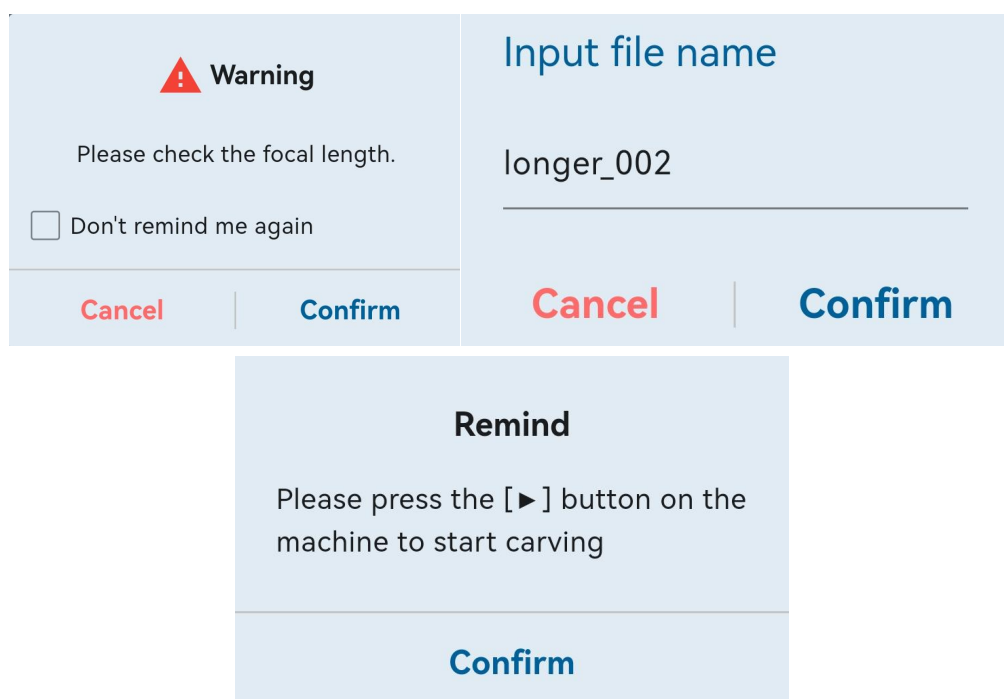 Warning
Please check the focal length.
Don't remind me again
Cancel
Confirm
Input file name
longer_002
Cancel
Confirm
Remind
Please press the [►] button on the
machine to start carving
Confirm